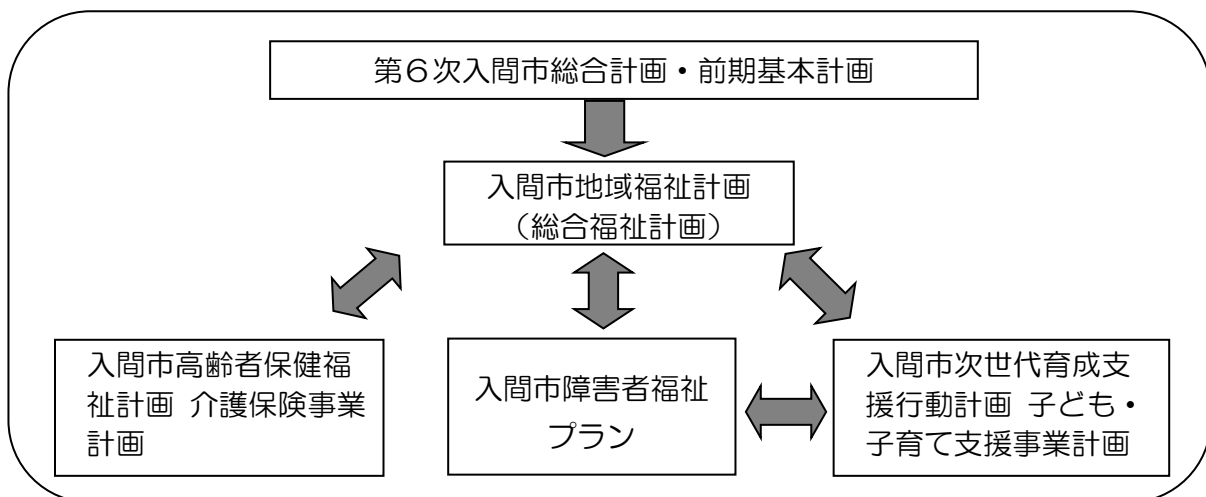 第６次入間市総合計画・前期基本計画
入間市地域福祉計画
（総合福祉計画）
入間市高齢者保健福
祉計画 介護保険事業
計画
入間市障害者福祉
プラン
入間市次世代育成支
援行動計画 子ども・
子育て支援事業計画